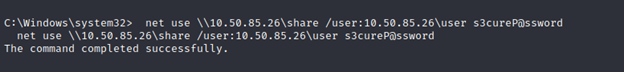 C:\Windows\system32>  net use \\10.50.85.26\share /user:10.50.85.26\user s3cureP@ssword
  net use \\10.50.85.26\share /user:10.50.85.26\user s3cureP@ssword
The command completed successfully.